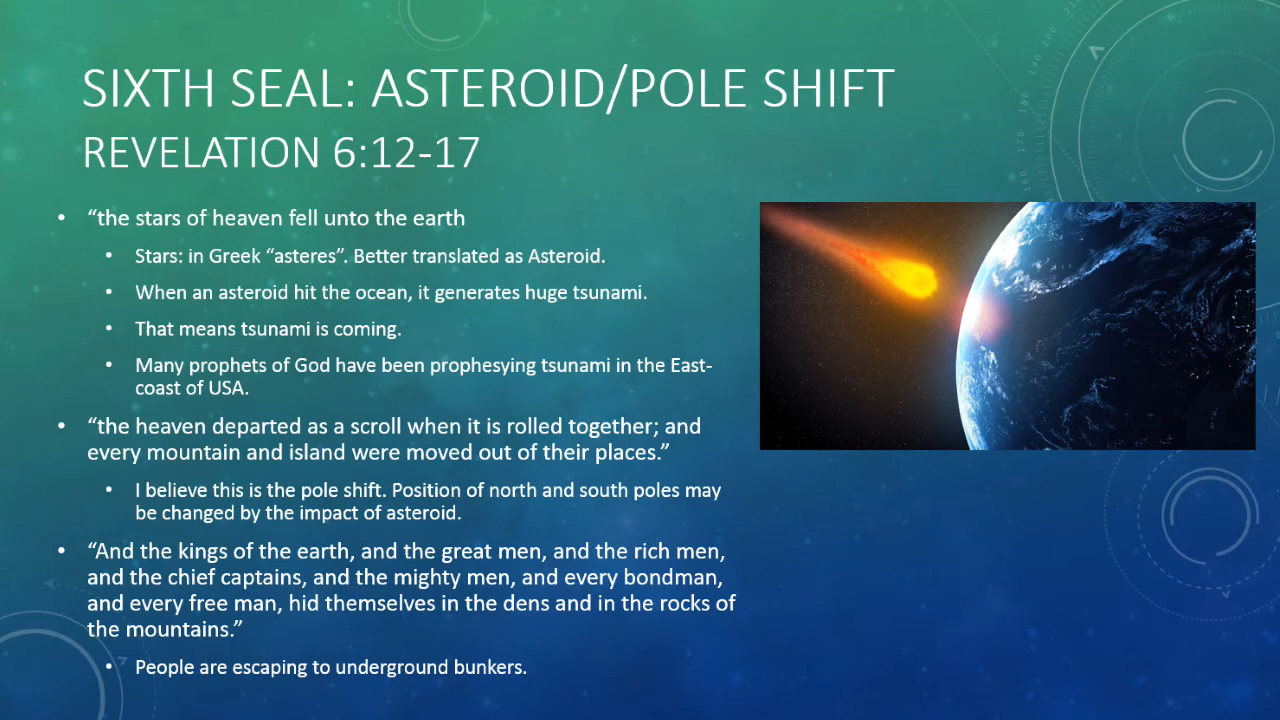 SIXTH SEAL: ASTEROID/POLE SHIFT
REVELATION 6:12-17
• “the stars of heaven fell unto the earth
• Stars: in Greek “asteres”. Better translated as Asteroid.
• When an asteroid hit the ocean, it generates huge tsunami.
• That means tsunami is coming.
• Many prophets of God have been prophesying tsunami in the East-
coast of USA.
• “the heaven departed as a scroll when it is rolled together; and
every mountain and island were moved out of their places.”
• I believe this is the pole shift. Position of north and south poles may
be changed by the impact of asteroid.
• “And the kings of the earth, and the great men, and the rich men,
and the chief captains, and the mighty men, and every bondman,
and every free man, hid themselves in the dens and in the rocks of
the mountains.”
• People are escaping to underground bunkers.